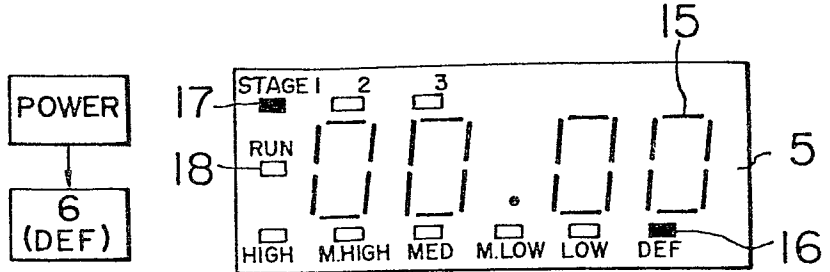 15
STAGE 1 2 3
17
POWER
RUN
18
00.00
5
6
(DEF)
HIGH M.HIGH MED M.LOW LOW DEF
16